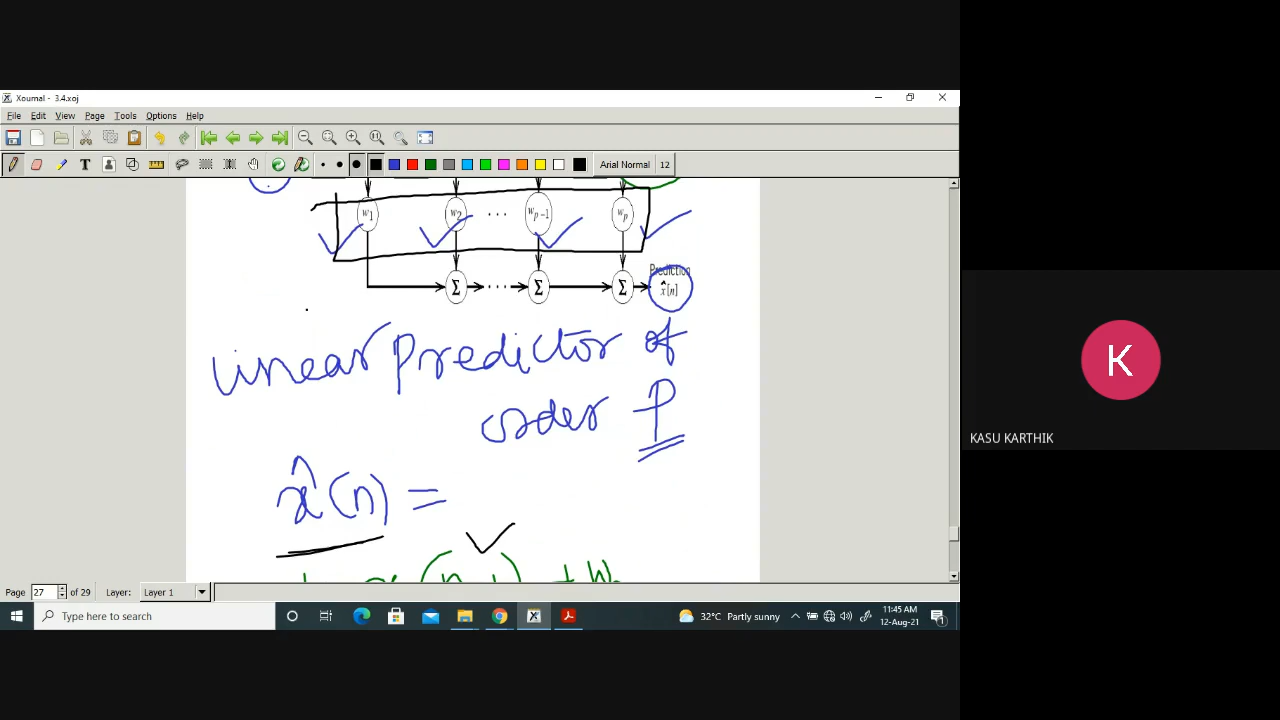 Xournal - 3.4.xoj
File Edit View Page Tools Options Help
Arial Normal 12
w1 w2 ... wp-1 wp
Prediction
Σ ... Σ Σ x̂[n]
Linear Predictor of
order P
x̂(n) =
KASU KARTHIK
K
Page 27 of 29 Layer: Layer 1
Type here to search
32°C Partly sunny
11:45 AM
12-Aug-21
1